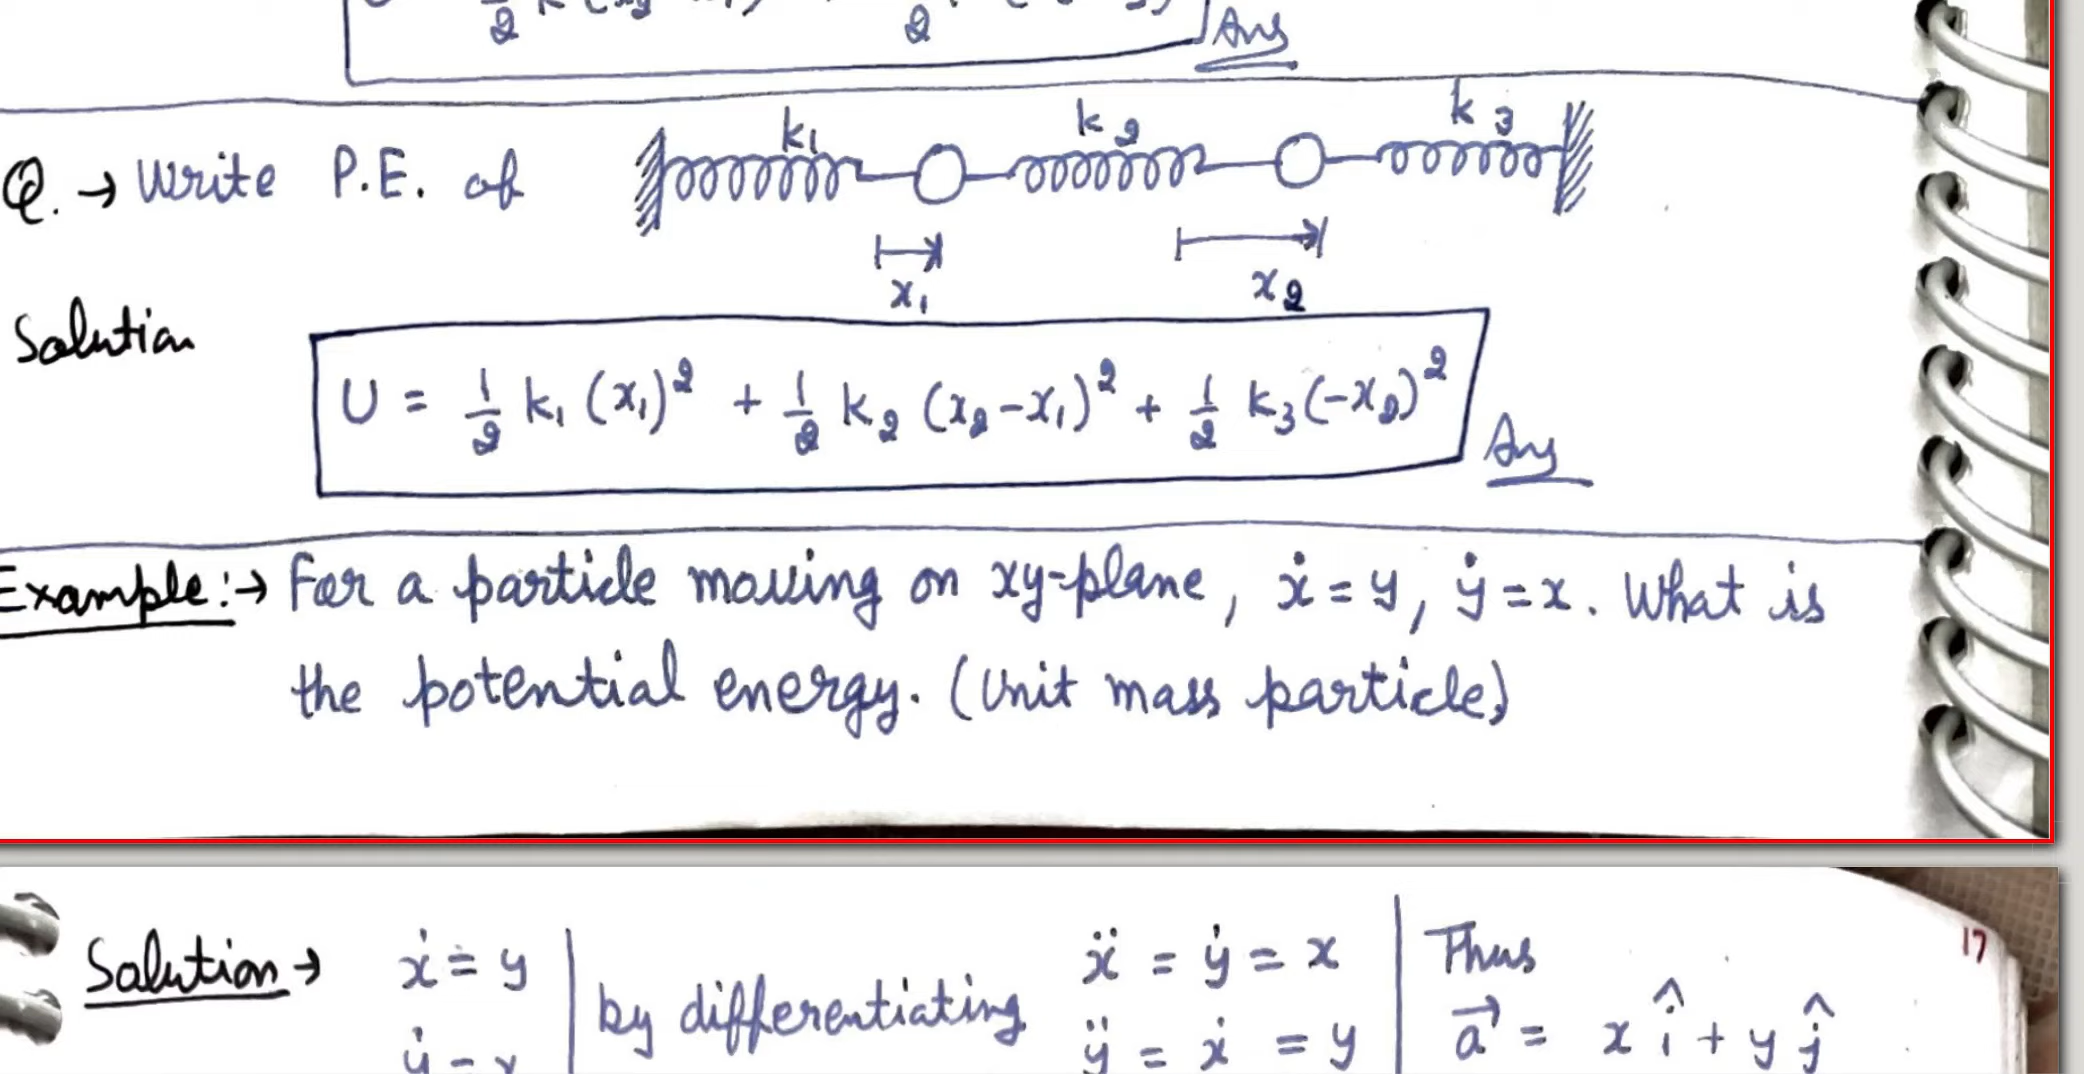 Ans
Q. → Write P.E. of
k₁ k₂ k₃
x₁ x₂
Solution
U = 1/2 k₁ (x₁)² + 1/2 k₂ (x₂-x₁)² + 1/2 k₃(-x₂)² Ans
Example:→ For a particle moving on xy-plane, ẋ = y, ẏ = x. What is
the potential energy. (Unit mass particle)
17
Solution → ẋ = y | by differentiating ẍ = ẏ = x | Thus
ẏ = x ÿ = ẋ = y a⃗ = x î + y ĵ